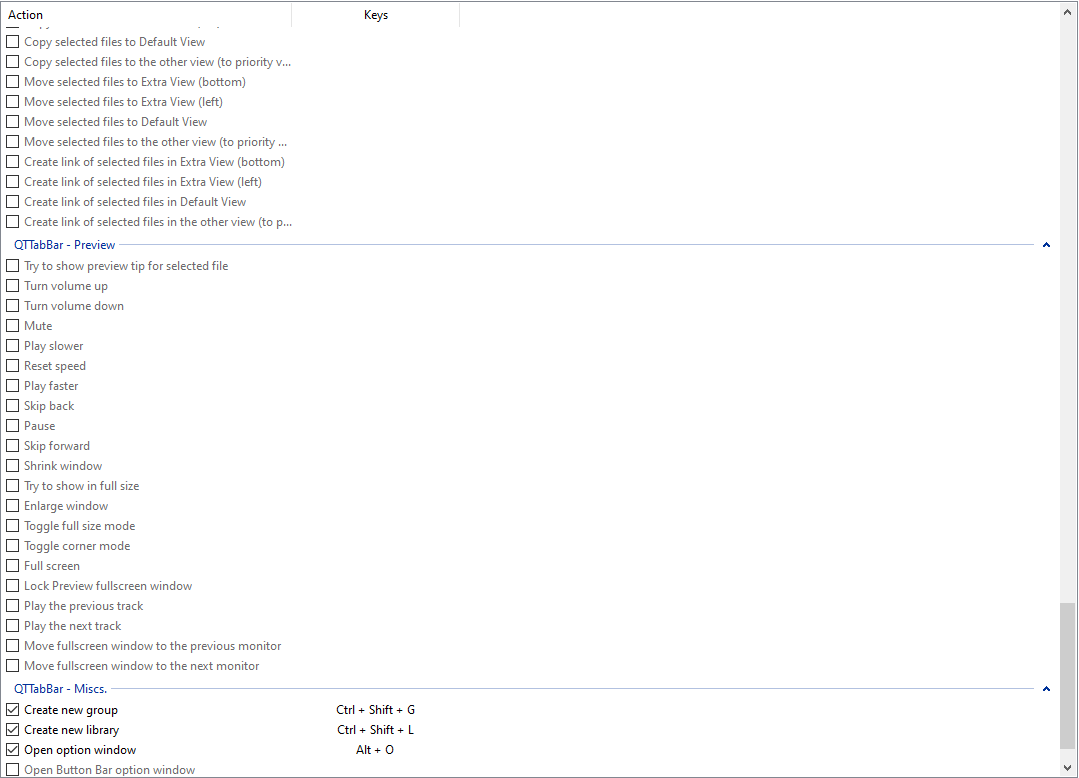 Action Keys
Copy selected files to Default View
Copy selected files to the other view (to priority v...
Move selected files to Extra View (bottom)
Move selected files to Extra View (left)
Move selected files to Default View
Move selected files to the other view (to priority ...
Create link of selected files in Extra View (bottom)
Create link of selected files in Extra View (left)
Create link of selected files in Default View
Create link of selected files in the other view (to p...
QTTabBar - Preview
Try to show preview tip for selected file
Turn volume up
Turn volume down
Mute
Play slower
Reset speed
Play faster
Skip back
Pause
Skip forward
Shrink window
Try to show in full size
Enlarge window
Toggle full size mode
Toggle corner mode
Full screen
Lock Preview fullscreen window
Play the previous track
Play the next track
Move fullscreen window to the previous monitor
Move fullscreen window to the next monitor
QTTabBar - Miscs.
Create new group Ctrl + Shift + G
Create new library Ctrl + Shift + L
Open option window Alt + O
Open Button Bar option window